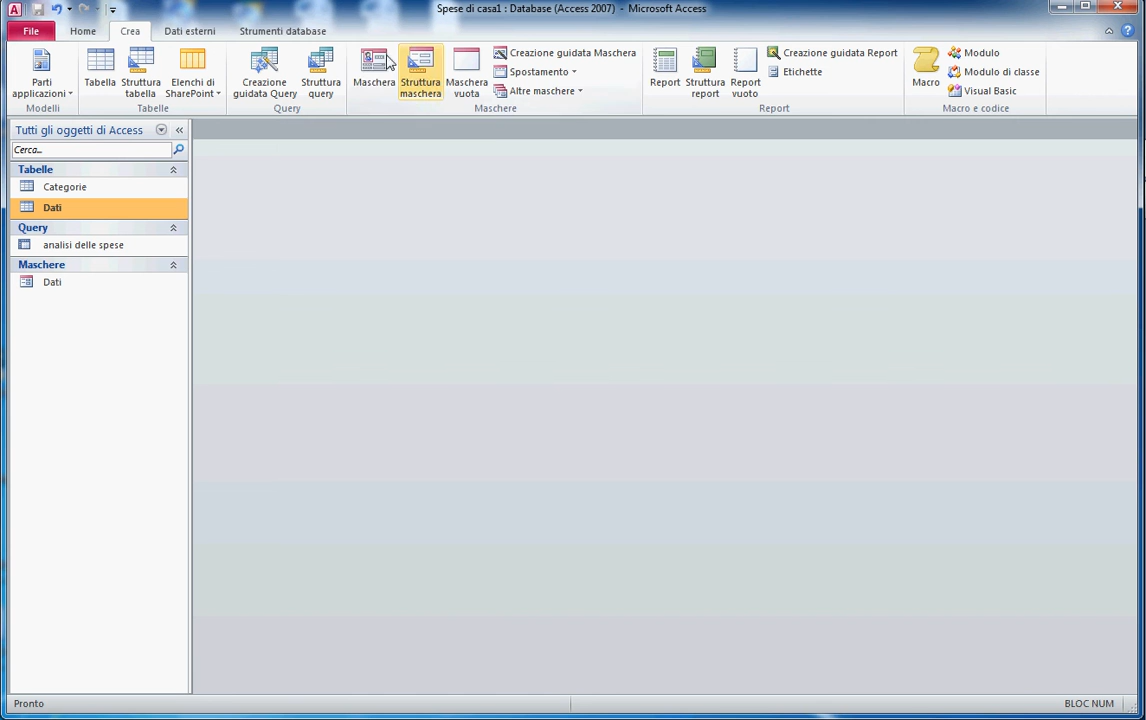 Spese di casa1 : Database (Access 2007) - Microsoft Access
File Home Crea Dati esterni Strumenti database
Parti applicazioni
Modelli
Tabella
Struttura tabella
Elenchi di SharePoint
Tabelle
Creazione guidata Query
Struttura query
Query
Maschera
Struttura maschera
Maschera vuota
Creazione guidata Maschera
Spostamento
Altre maschere
Maschere
Report
Struttura report
Report vuoto
Creazione guidata Report
Etichette
Report
Macro
Modulo
Modulo di classe
Visual Basic
Macro e codice
Tutti gli oggetti di Access
Cerca...
Tabelle
Categorie
Dati
Query
analisi delle spese
Maschere
Dati
Pronto
BLOC NUM